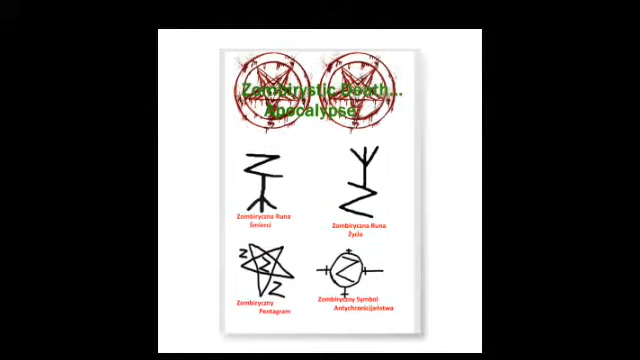 Zombirystic Death...
Apocalypse
Zombiryczna Runa
Śmierci
Zombiryczna Runa
Życia
Z
Z
Zombiryczny
Pentagram
Zombiryczny Symbol
Antychrześcijaństwa